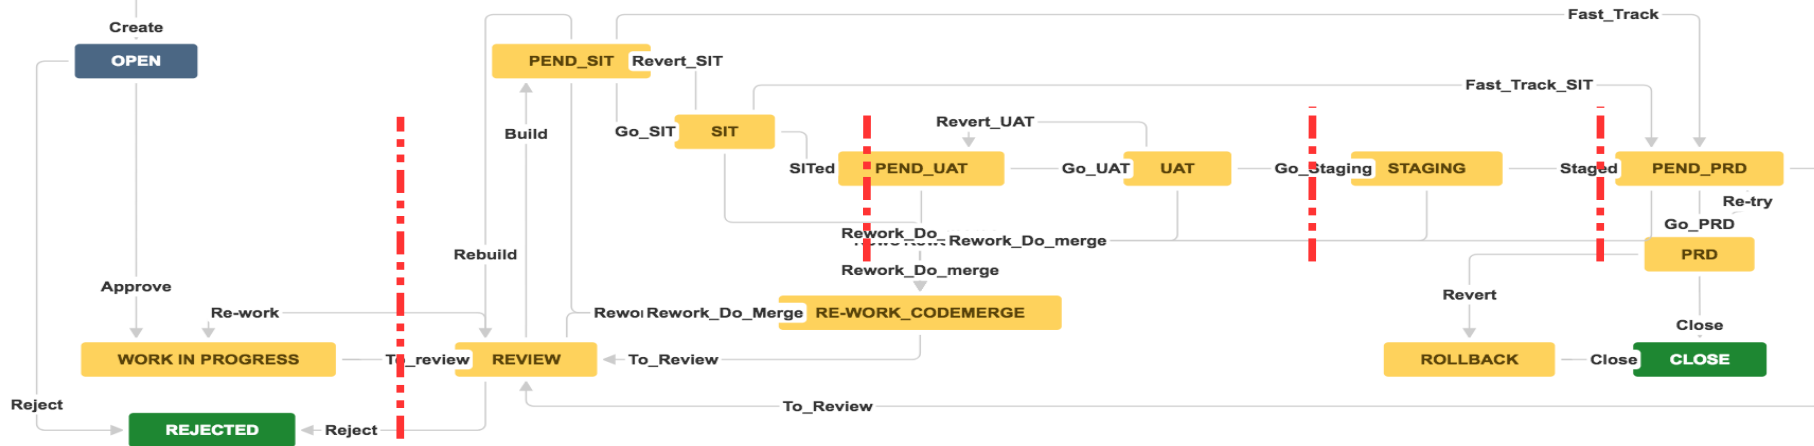 Create
Fast_Track
OPEN
PEND_SIT
Revert_SIT
Fast_Track_SIT
Revert_UAT
Build
Go_SIT
SIT
SITed
PEND_UAT
Go_UAT
UAT
Go_Staging
STAGING
Staged
PEND_PRD
Re-try
Go_PRD
Rework_Do_
Rework_Do_merge
Rebuild
PRD
Rework_Do_merge
Approve
Revert
Re-work
Rework_Do_Merge
RE-WORK_CODEMERGE
Close
WORK IN PROGRESS
To_review
REVIEW
To_Review
ROLLBACK
Close
CLOSE
Reject
To_Review
REJECTED
Reject